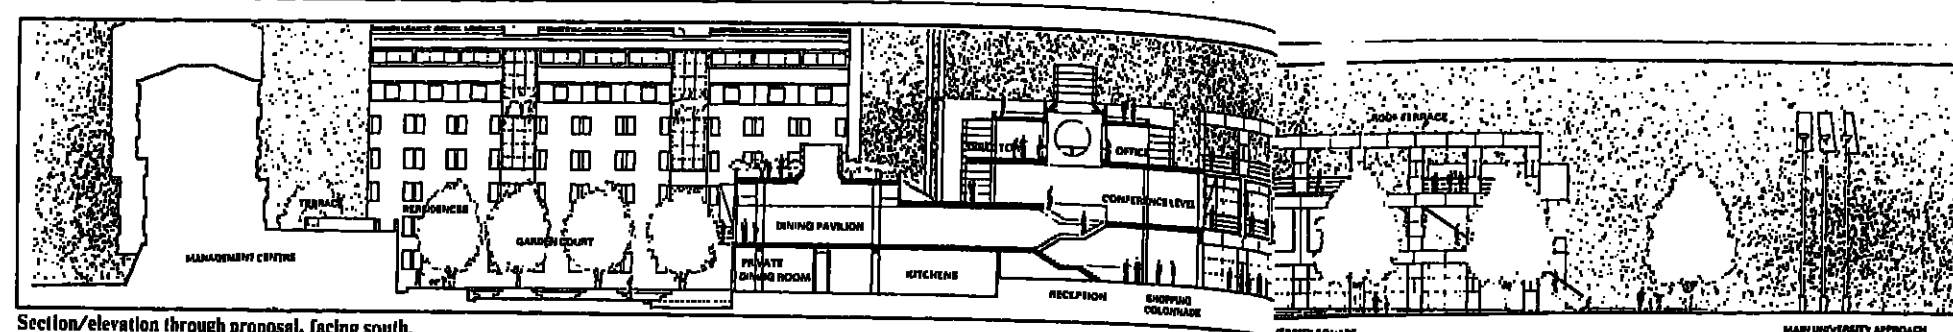 ROOF TERRACE
OFFICE
TERRACE
RESIDENCES
CONFERENCE LEVEL
DINING PAVILION
GARDEN COURT
MANAGEMENT CENTRE
PRIVATE
DINING ROOM
KITCHENS
RECEPTION
SHOPPING
COLONNADE
MAIN UNIVERSITY APPROACH
Section/elevation through proposal, facing south.